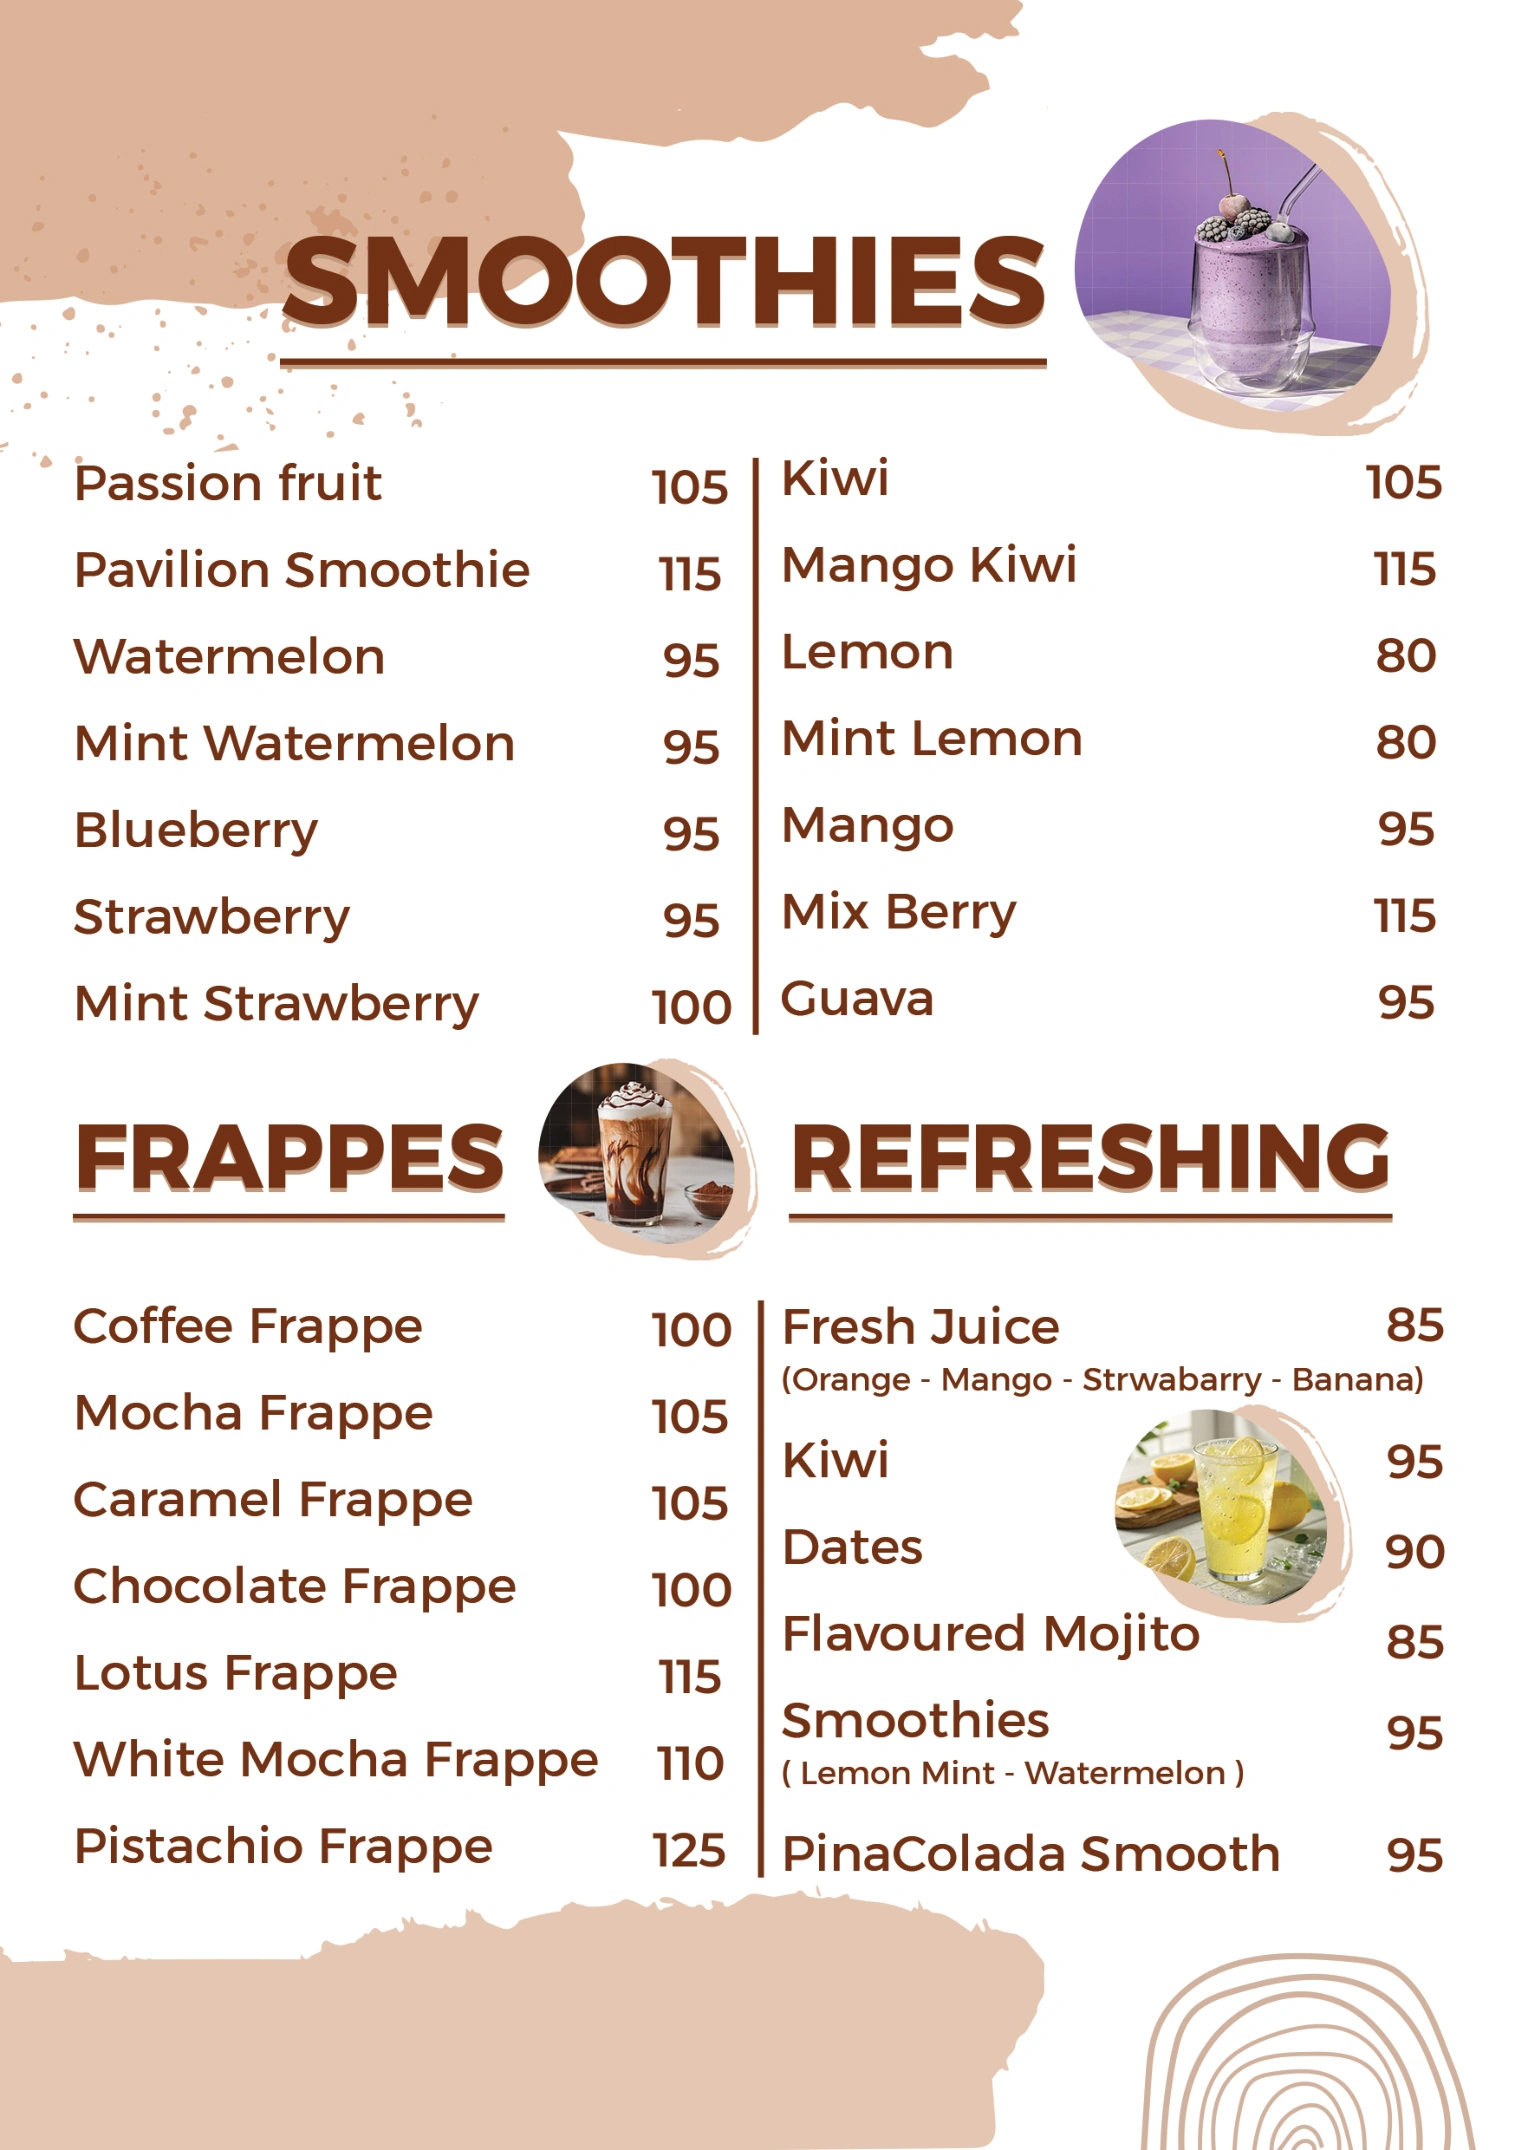 SMOOTHIES
Passion fruit 105
Pavilion Smoothie 115
Watermelon 95
Mint Watermelon 95
Blueberry 95
Strawberry 95
Mint Strawberry 100
Kiwi 105
Mango Kiwi 115
Lemon 80
Mint Lemon 80
Mango 95
Mix Berry 115
Guava 95
FRAPPES
Coffee Frappe 100
Mocha Frappe 105
Caramel Frappe 105
Chocolate Frappe 100
Lotus Frappe 115
White Mocha Frappe 110
Pistachio Frappe 125
REFRESHING
Fresh Juice 85
(Orange - Mango - Strwabarry - Banana)
Kiwi 95
Dates 90
Flavoured Mojito 85
Smoothies 95
( Lemon Mint - Watermelon )
PinaColada Smooth 95